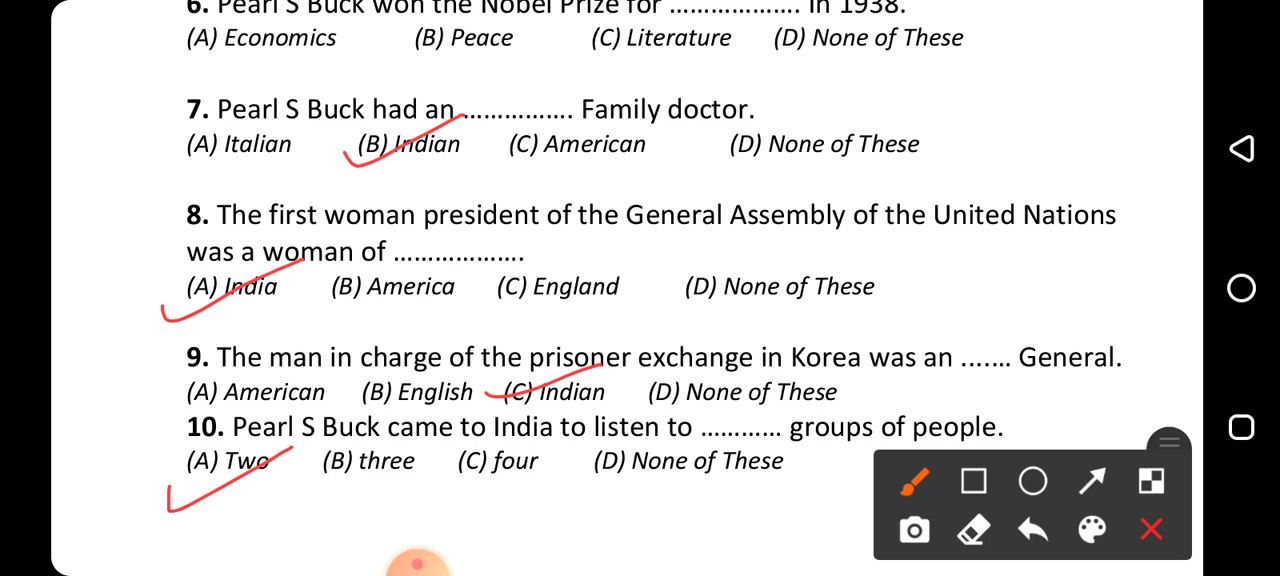 6. Pearl S Buck won the Nobel Prize for ………………. in 1938.
(A) Economics (B) Peace (C) Literature (D) None of These
7. Pearl S Buck had an……………. Family doctor.
(A) Italian (B) Indian (C) American (D) None of These
8. The first woman president of the General Assembly of the United Nations
was a woman of ……………….
(A) India (B) America (C) England (D) None of These
9. The man in charge of the prisoner exchange in Korea was an ....... General.
(A) American (B) English (C) Indian (D) None of These
10. Pearl S Buck came to India to listen to ………… groups of people.
(A) Two (B) three (C) four (D) None of These